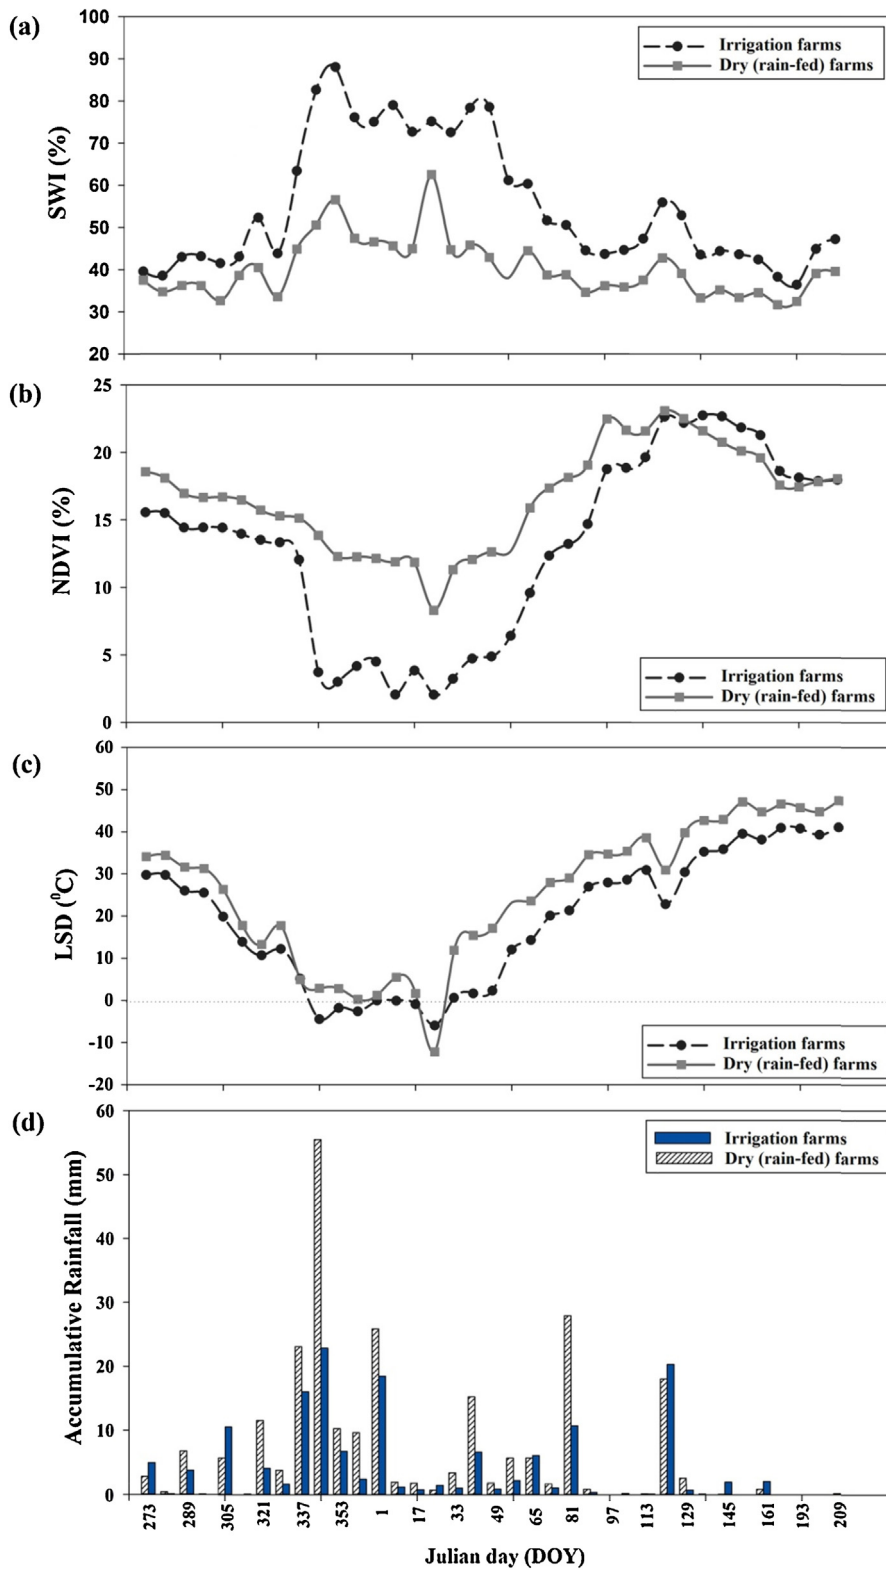 (a)
SWI (%)
100
90
80
70
60
50
40
30
20
Irrigation farms
Dry (rain-fed) farms
(b)
NDVI (%)
25
20
15
10
5
0
Irrigation farms
Dry (rain-fed) farms
(c)
LSD (⁰C)
60
50
40
30
20
10
0
-10
-20
Irrigation farms
Dry (rain-fed) farms
(d)
Accumulative Rainfall (mm)
60
50
40
30
20
10
0
Irrigation farms
Dry (rain-fed) farms
273 289 305 321 337 353 1 17 33 49 65 81 97 113 129 145 161 193 209
Julian day (DOY)